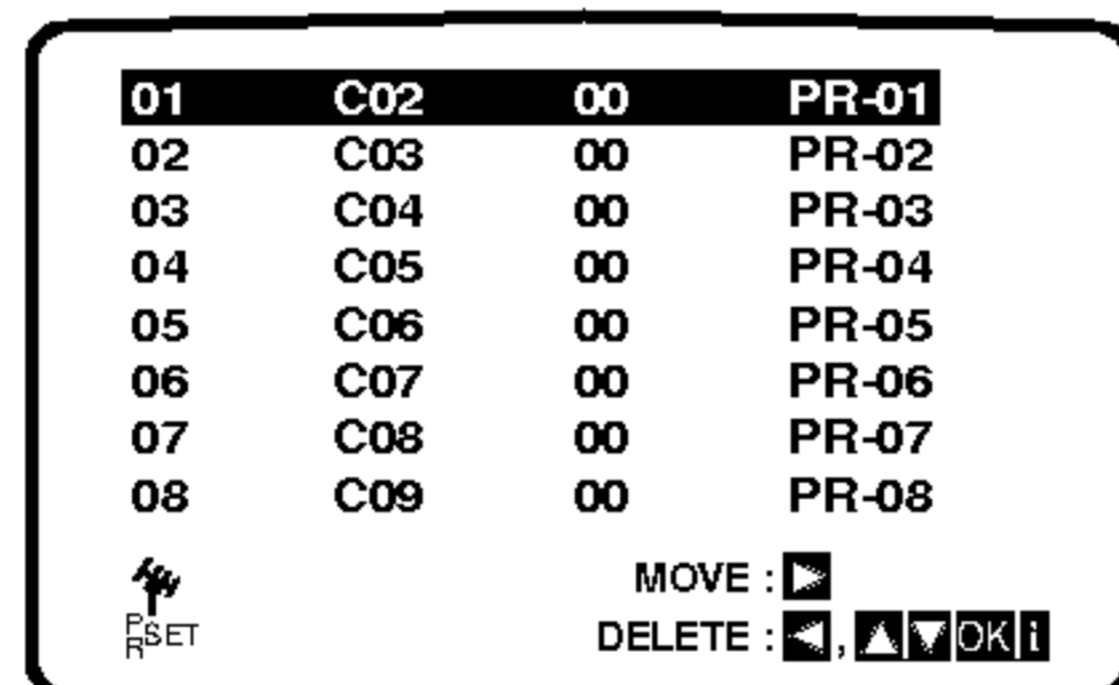 01 C02 00 PR-01
02 C03 00 PR-02
03 C04 00 PR-03
04 C05 00 PR-04
05 C06 00 PR-05
06 C07 00 PR-06
07 C08 00 PR-07
08 C09 00 PR-08
MOVE : ▶
PR SET DELETE : ◀ , ▲ ▼ OK i